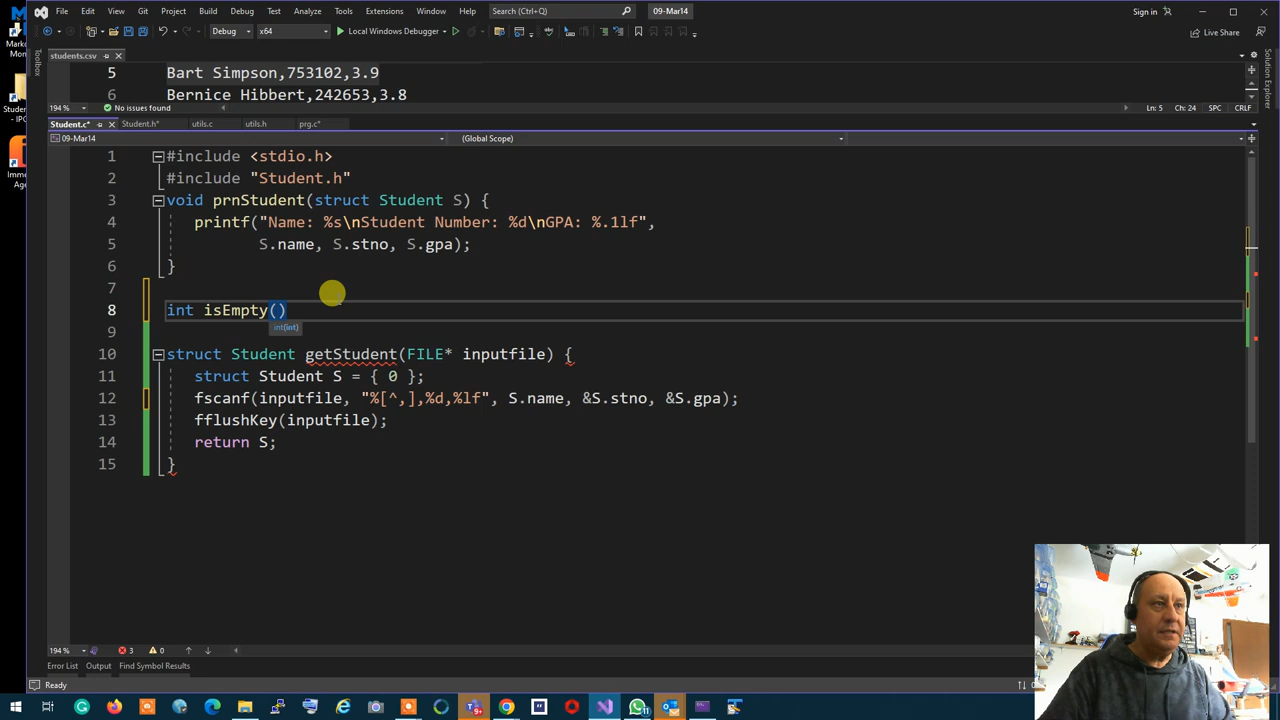 File Edit View Git Project Build Debug Test Analyze Tools Extensions Window Help Search (Ctrl+Q) 09-Mar14 Sign in
Debug x64 Local Windows Debugger Live Share
students.csv
5 Bart Simpson,753102,3.9
6 Bernice Hibbert,242653,3.8
194 % No issues found Ln: 5 Ch: 24 SPC CRLF
Student.c* Student.h* utils.c utils.h prg.c*
09-Mar14 (Global Scope)
1 #include <stdio.h>
2 #include "Student.h"
3 void prnStudent(struct Student S) {
4 printf("Name: %s\nStudent Number: %d\nGPA: %.1lf",
5 S.name, S.stno, S.gpa);
6 }
7
8 int isEmpty()
int(int)
9
10 struct Student getStudent(FILE* inputfile) {
11 struct Student S = { 0 };
12 fscanf(inputfile, "%[^,],%d,%lf", S.name, &S.stno, &S.gpa);
13 fflushKey(inputfile);
14 return S;
15 }
194 % 3 0
Error List Output Find Symbol Results
Ready
Toolbox
Solution Explorer